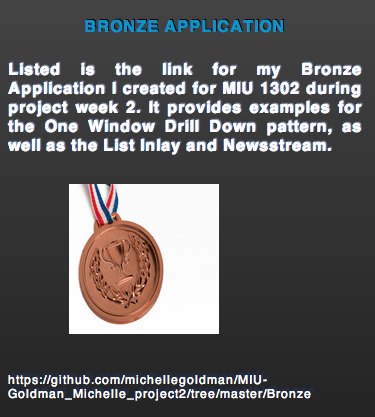 BRONZE APPLICATION
Listed is the link for my Bronze
Application I created for MIU 1302 during
project week 2. It provides examples for
the One Window Drill Down pattern, as
well as the List Inlay and Newsstream.
https://github.com/michellegoldman/MIU-
Goldman_Michelle_project2/tree/master/Bronze